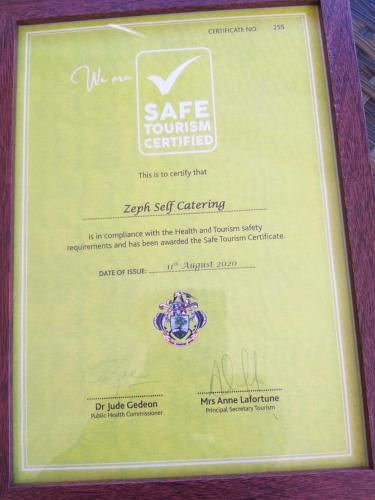 CERTIFICATE NO: 255
We are
SAFE
TOURISM
CERTIFIED
This is to certify that
Zeph Self Catering
is in compliance with the Health and Tourism safety
requirements and has been awarded the Safe Tourism Certificate.
DATE OF ISSUE: 11th August 2020
Dr Jude Gedeon
Public Health Commissioner
Mrs Anne Lafortune
Principal Secretary Tourism